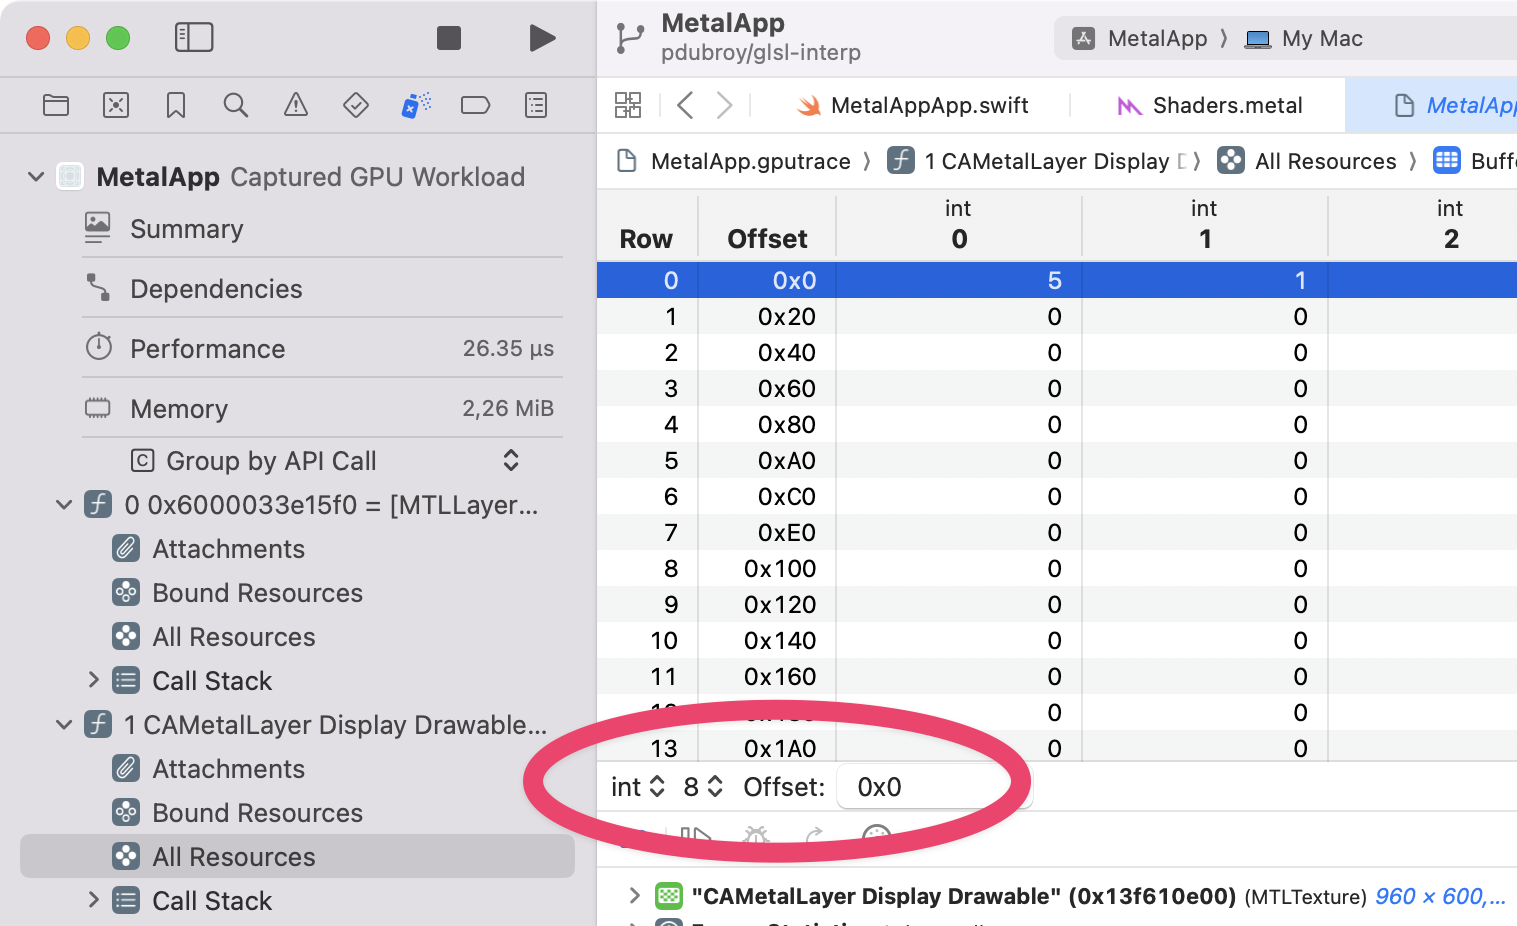 MetalApp
pdubroy/glsl-interp
MetalApp 〉 My Mac
MetalAppApp.swift
Shaders.metal
MetalApp.gputrace 〉 1 CAMetalLayer Display 〉 All Resources 〉
MetalApp Captured GPU Workload
Summary
Dependencies
Performance 26.35 µs
Memory 2,26 MiB
Group by API Call
0 0x6000033e15f0 = [MTLLayer...
Attachments
Bound Resources
All Resources
Call Stack
1 CAMetalLayer Display Drawable...
Attachments
Bound Resources
All Resources
Call Stack
int int int
Row Offset 0 1 2
0 0x0 5 1
1 0x20 0 0
2 0x40 0 0
3 0x60 0 0
4 0x80 0 0
5 0xA0 0 0
6 0xC0 0 0
7 0xE0 0 0
8 0x100 0 0
9 0x120 0 0
10 0x140 0 0
11 0x160 0 0
0 0
13 0x1A0 0 0
int 8 Offset: 0x0
"CAMetalLayer Display Drawable" (0x13f610e00) (MTLTexture) 960 × 600,...